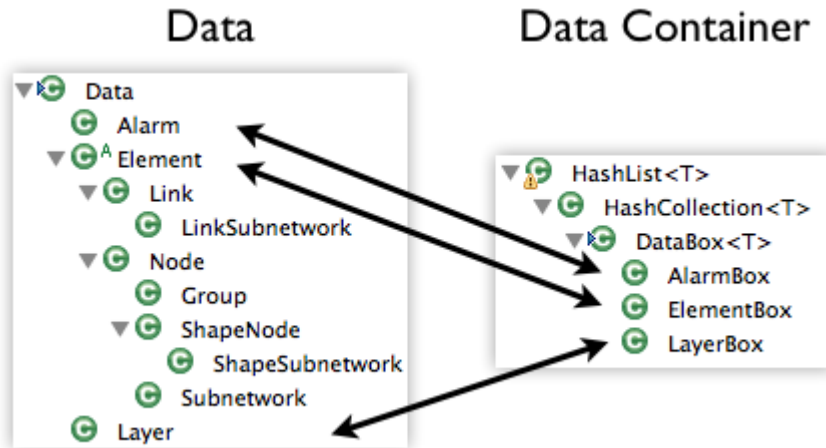 Data
Data
Alarm
Element
Link
LinkSubnetwork
Node
Group
ShapeNode
ShapeSubnetwork
Subnetwork
Layer
Data Container
HashList<T>
HashCollection<T>
DataBox<T>
AlarmBox
ElementBox
LayerBox